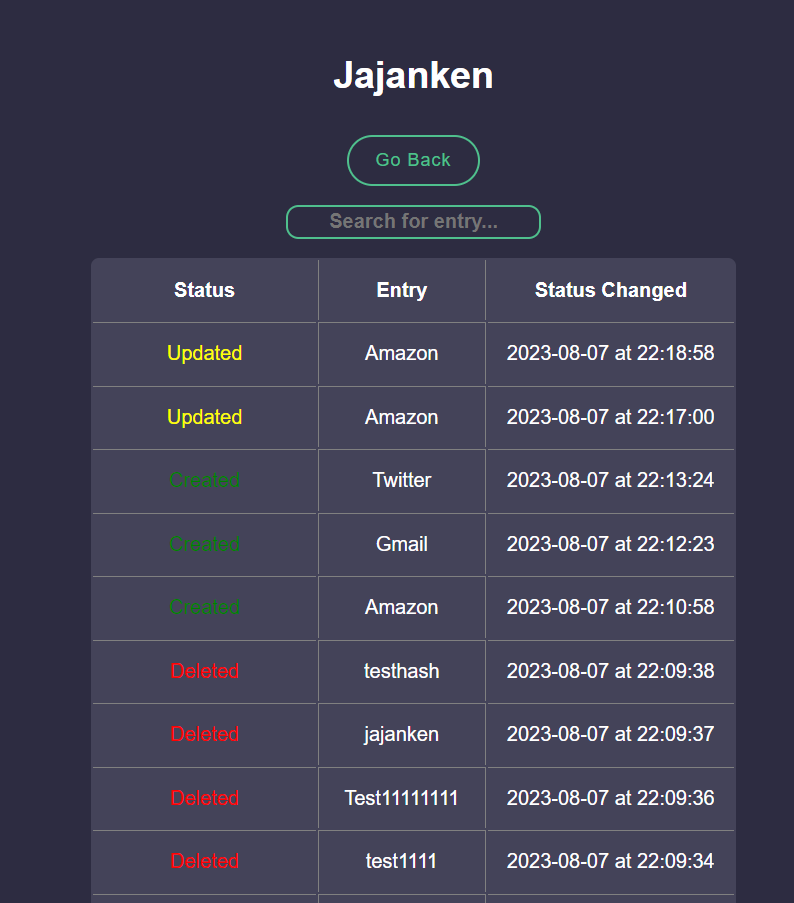 Jajanken
Go Back
Search for entry...
Status Entry Status Changed
Updated Amazon 2023-08-07 at 22:18:58
Updated Amazon 2023-08-07 at 22:17:00
Created Twitter 2023-08-07 at 22:13:24
Created Gmail 2023-08-07 at 22:12:23
Created Amazon 2023-08-07 at 22:10:58
Deleted testhash 2023-08-07 at 22:09:38
Deleted jajanken 2023-08-07 at 22:09:37
Deleted Test11111111 2023-08-07 at 22:09:36
Deleted test1111 2023-08-07 at 22:09:34